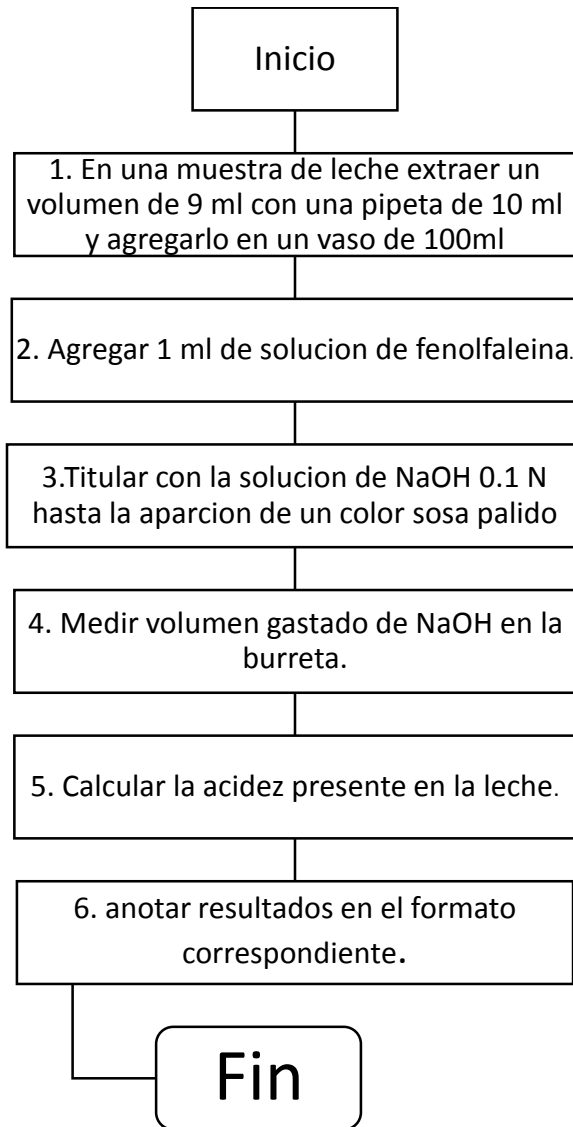 Inicio
1. En una muestra de leche extraer un
volumen de 9 ml con una pipeta de 10 ml
y agregarlo en un vaso de 100ml
2. Agregar 1 ml de solucion de fenolfaleina.
3.Titular con la solucion de NaOH 0.1 N
hasta la aparcion de un color sosa palido
4. Medir volumen gastado de NaOH en la
burreta.
5. Calcular la acidez presente en la leche.
6. anotar resultados en el formato
correspondiente.
Fin